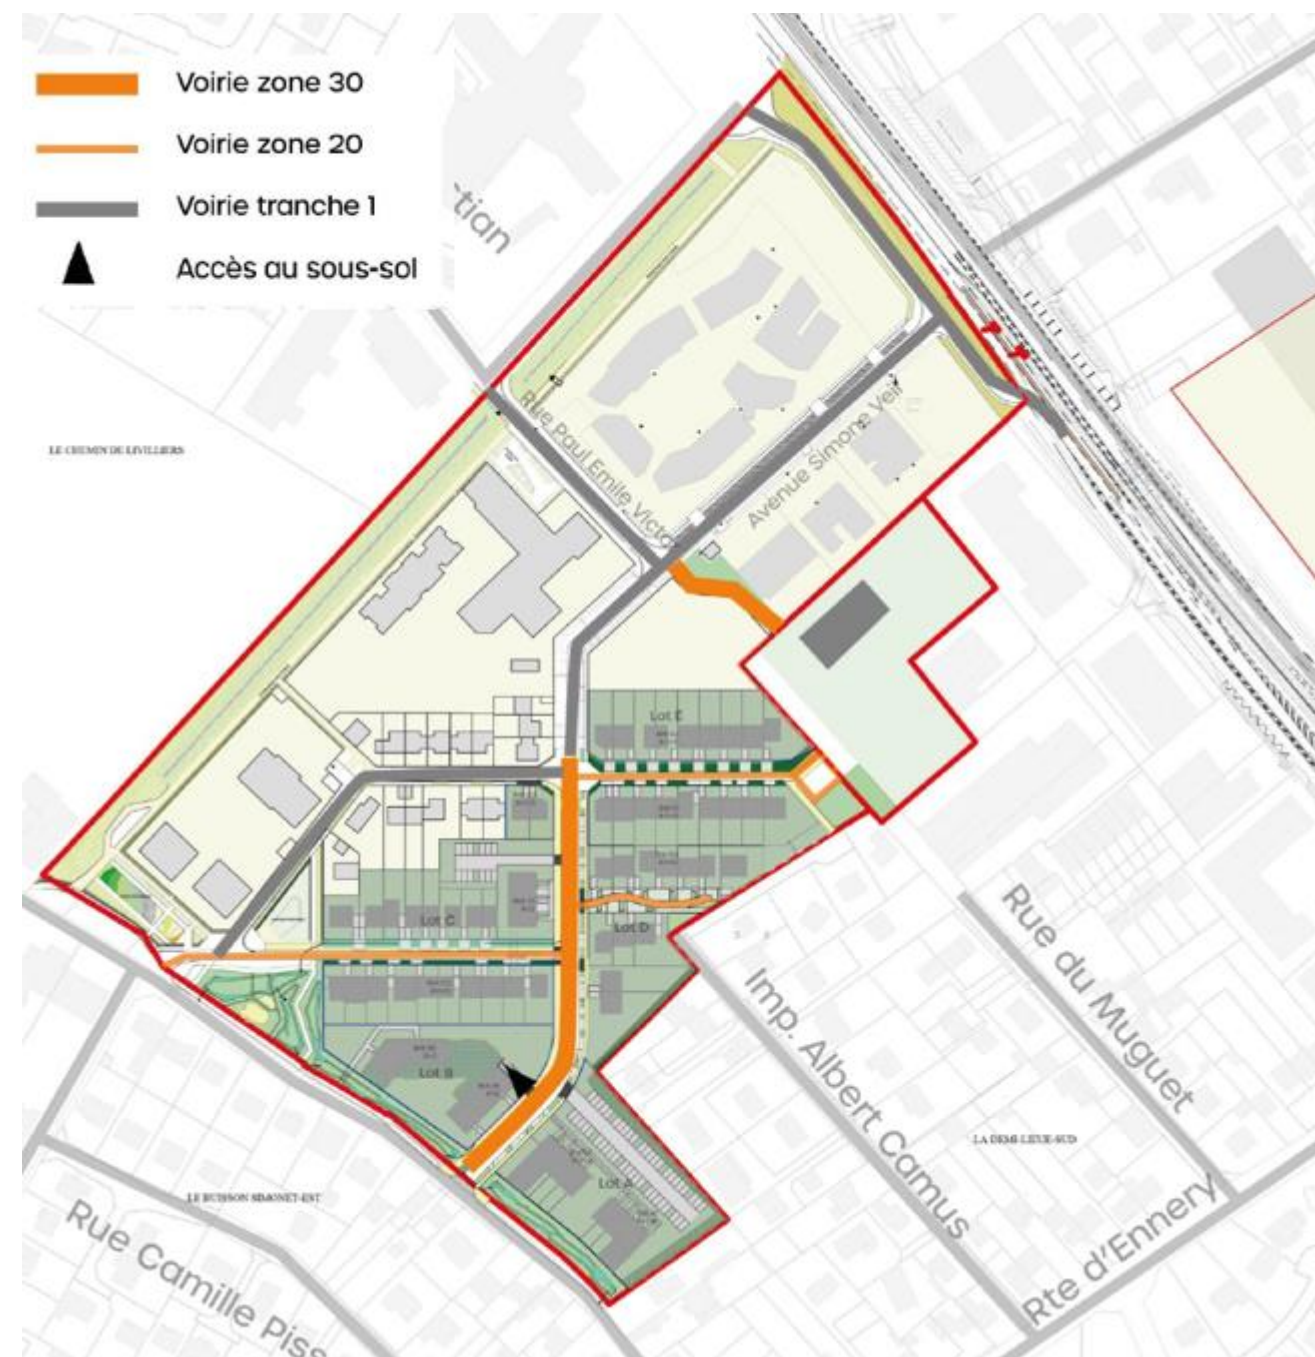 Voirie zone 30
Voirie zone 20
Voirie tranche 1
Accès au sous-sol
tian
LE CHEMIN DE LIVILLIERS
Rue Paul Emile Victo
Avenue Simone Veil
Lot E
Lot C
Lot D
Lot B
Lot A
Imp. Albert Camus
Rue du Muguet
LA DEMI-LIEUE-SUD
LE BUISSON SIMONET-EST
Rue Camille Piss
Rte d'Ennery